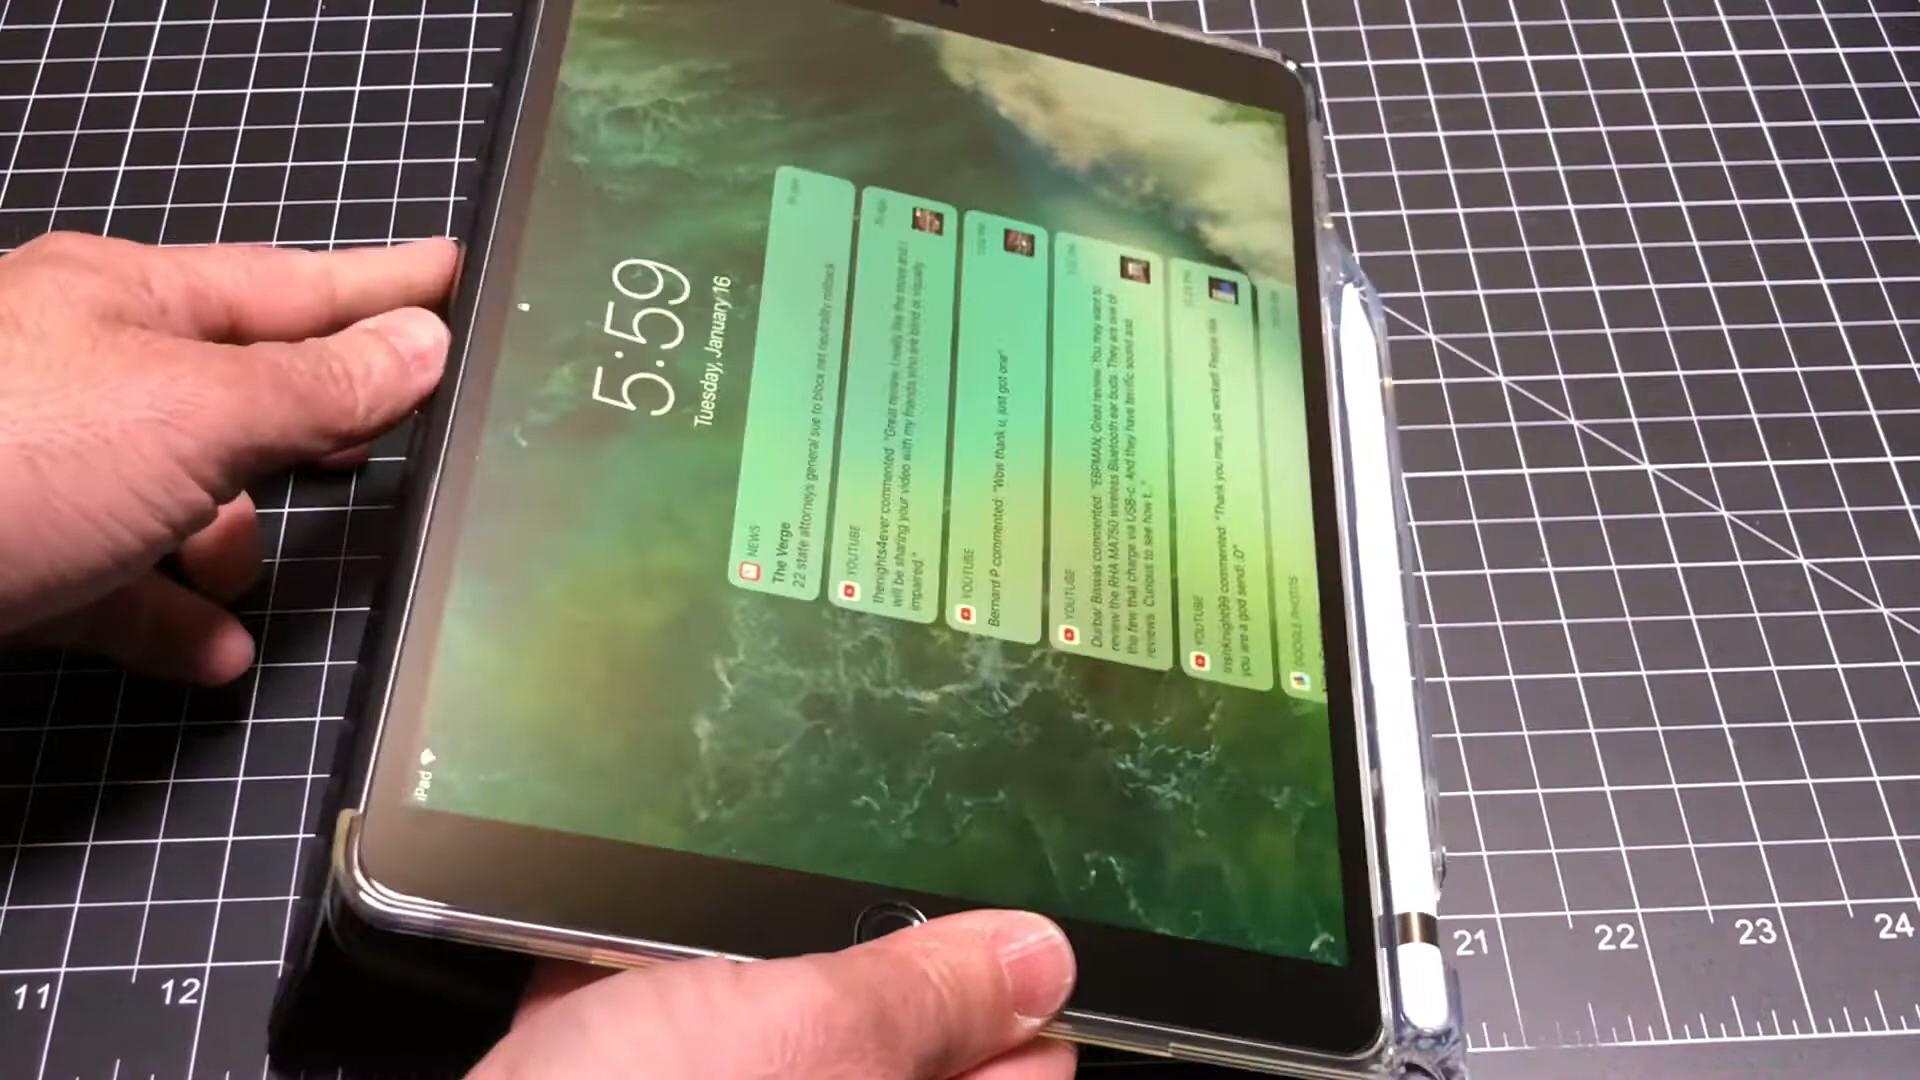 iPad
5:59
Tuesday, January 16
NEWS
The Verge
22 state attorneys general sue to block net neutrality rollback
YOUTUBE
thenights4ever commented: "Great review. I really like the
will be sharing your video with my friends who are blind or visually
impaired."
YOUTUBE
Bernard P commented: "Wow thank u, just got one"
YOUTUBE
Durbar Biswas commented: "EBPMAN, Great review. You may want to
review the RHA MA750 wireless Bluetooth ear buds. They are one of
the few that charge via USB-c. And they have terrific sound and
reviews. Curious to see how t..."
YOUTUBE
IrishKnight99 commented: "Thank you man, just worked! People like
you are a god send! :D"
GOOGLE PHOTOS
11
12
21
22
23
24